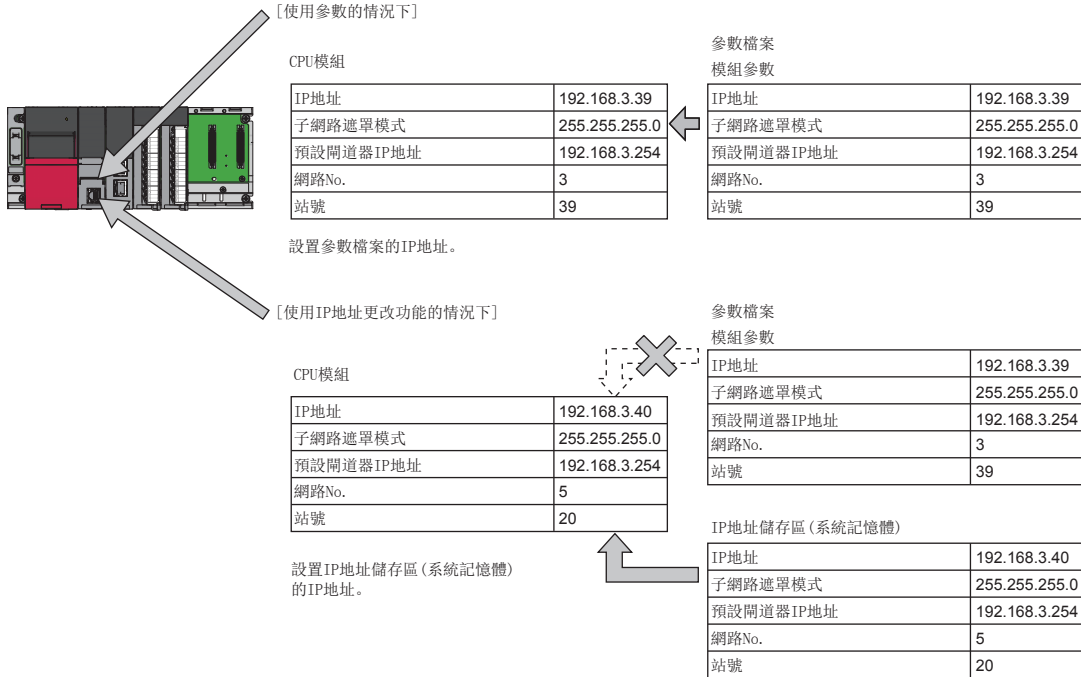 [使用參數的情況下]
CPU模組
IP地址 192.168.3.39
子網路遮罩模式 255.255.255.0
預設閘道器IP地址 192.168.3.254
網路No. 3
站號 39
設置參數檔案的IP地址。
參數檔案
模組參數
IP地址 192.168.3.39
子網路遮罩模式 255.255.255.0
預設閘道器IP地址 192.168.3.254
網路No. 3
站號 39
[使用IP地址更改功能的情況下]
CPU模組
IP地址 192.168.3.40
子網路遮罩模式 255.255.255.0
預設閘道器IP地址 192.168.3.254
網路No. 5
站號 20
設置IP地址儲存區(系統記憶體)
的IP地址。
參數檔案
模組參數
IP地址 192.168.3.39
子網路遮罩模式 255.255.255.0
預設閘道器IP地址 192.168.3.254
網路No. 3
站號 39
IP地址儲存區(系統記憶體)
IP地址 192.168.3.40
子網路遮罩模式 255.255.255.0
預設閘道器IP地址 192.168.3.254
網路No. 5
站號 20